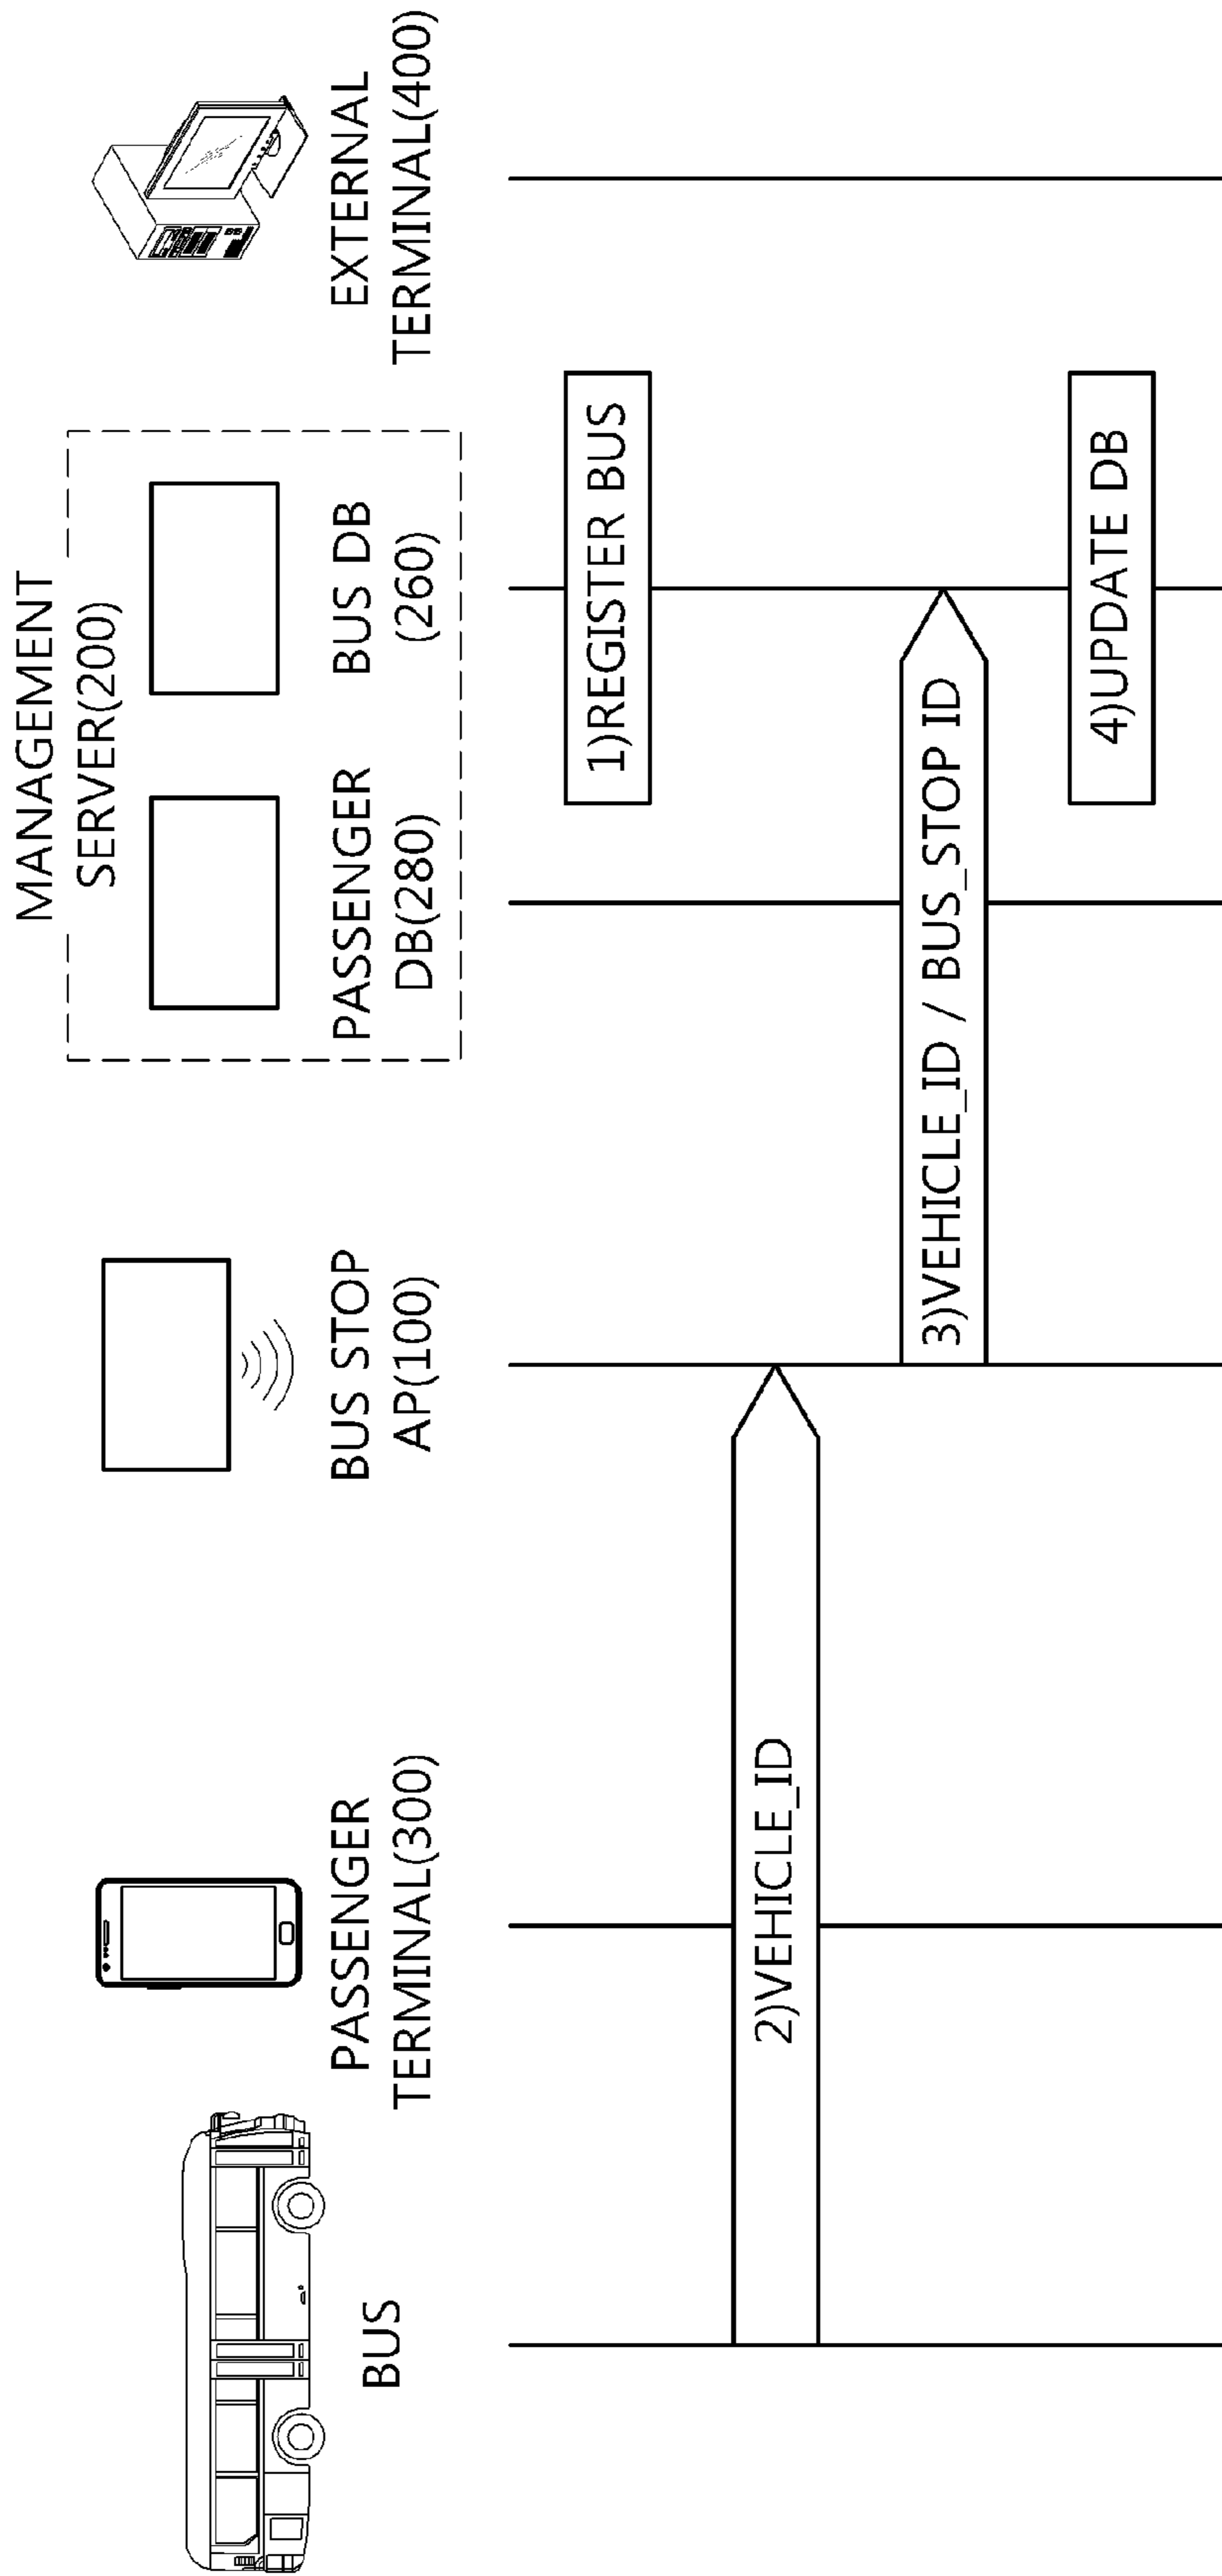 BUS
PASSENGER
TERMINAL(300)
BUS STOP
AP(100)
MANAGEMENT
SERVER(200)
PASSENGER
DB(280)
BUS DB
(260)
EXTERNAL
TERMINAL(400)
1)REGISTER BUS
2)VEHICLE_ID
3)VEHICLE_ID / BUS_STOP ID
4)UPDATE DB